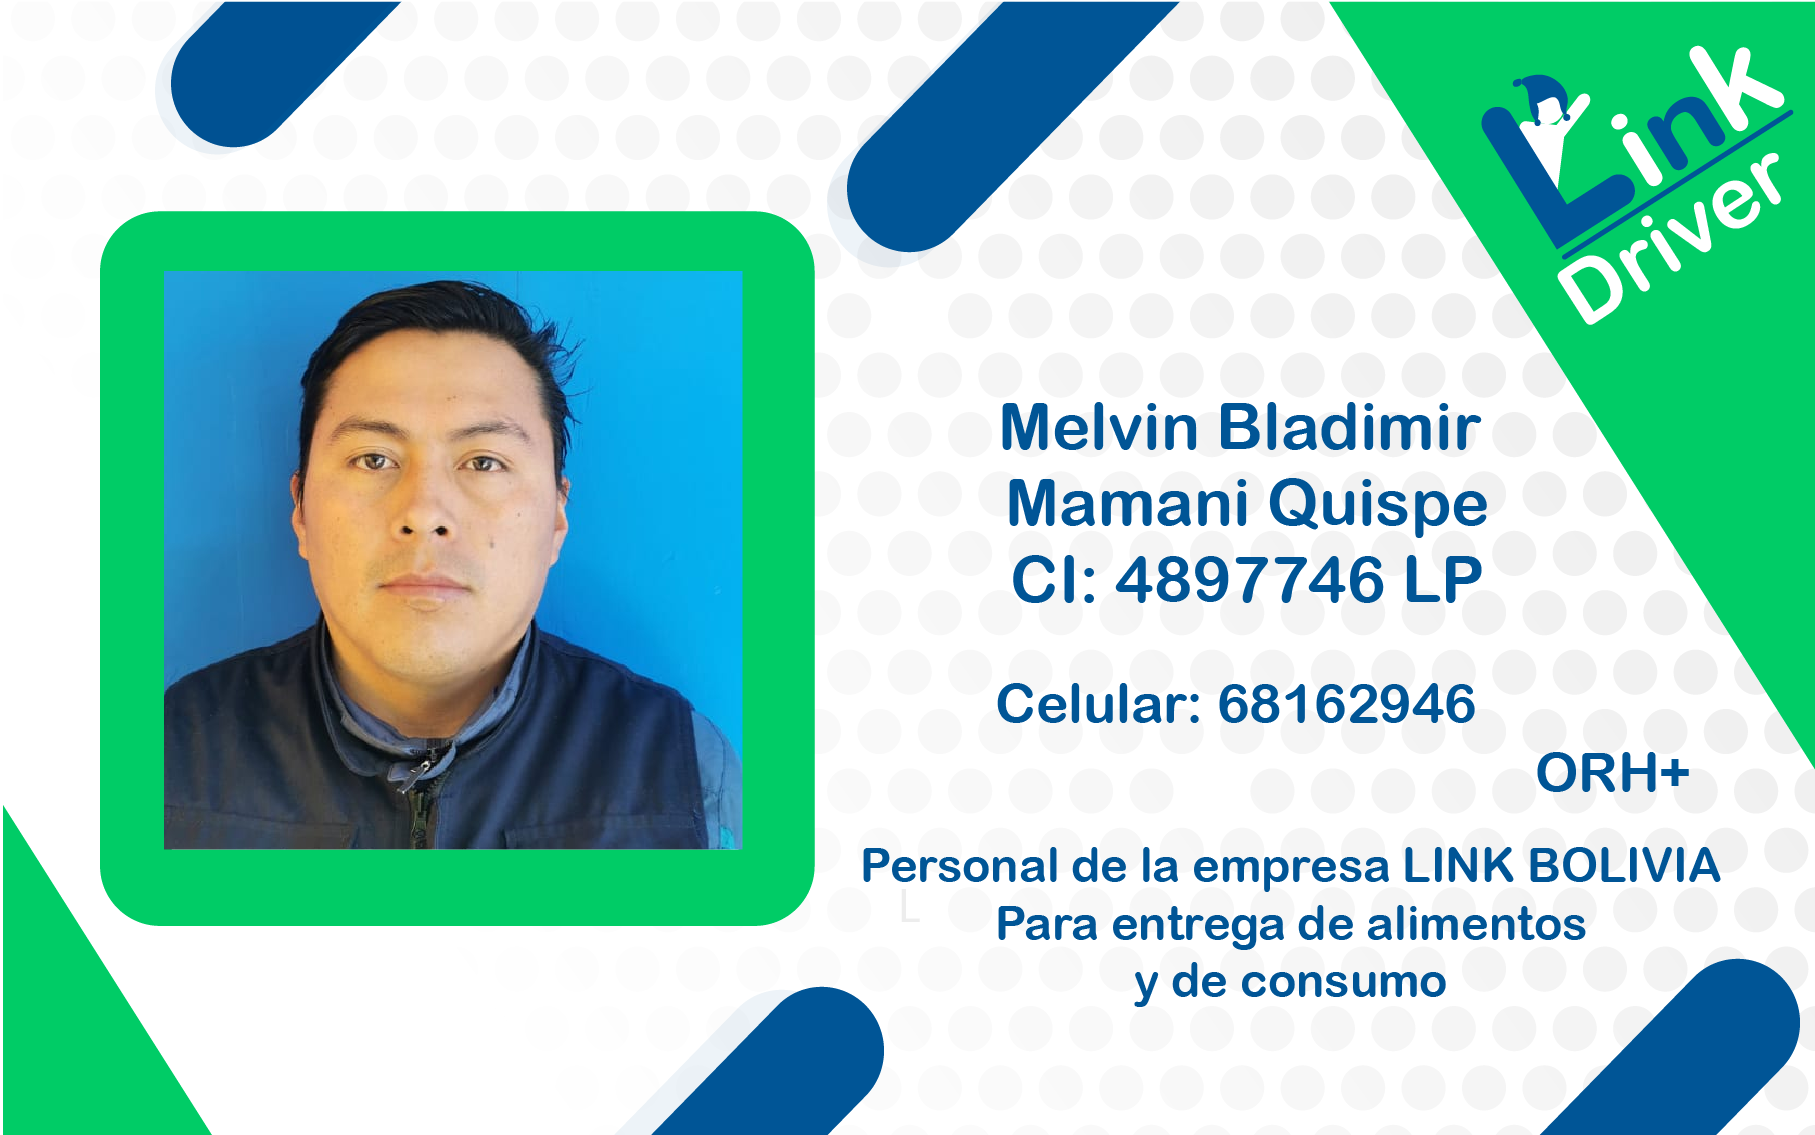 Link
Driver
Melvin Bladimir
Mamani Quispe
CI: 4897746 LP
Celular: 68162946
ORH+
Personal de la empresa LINK BOLIVIA
L
Para entrega de alimentos
y de consumo